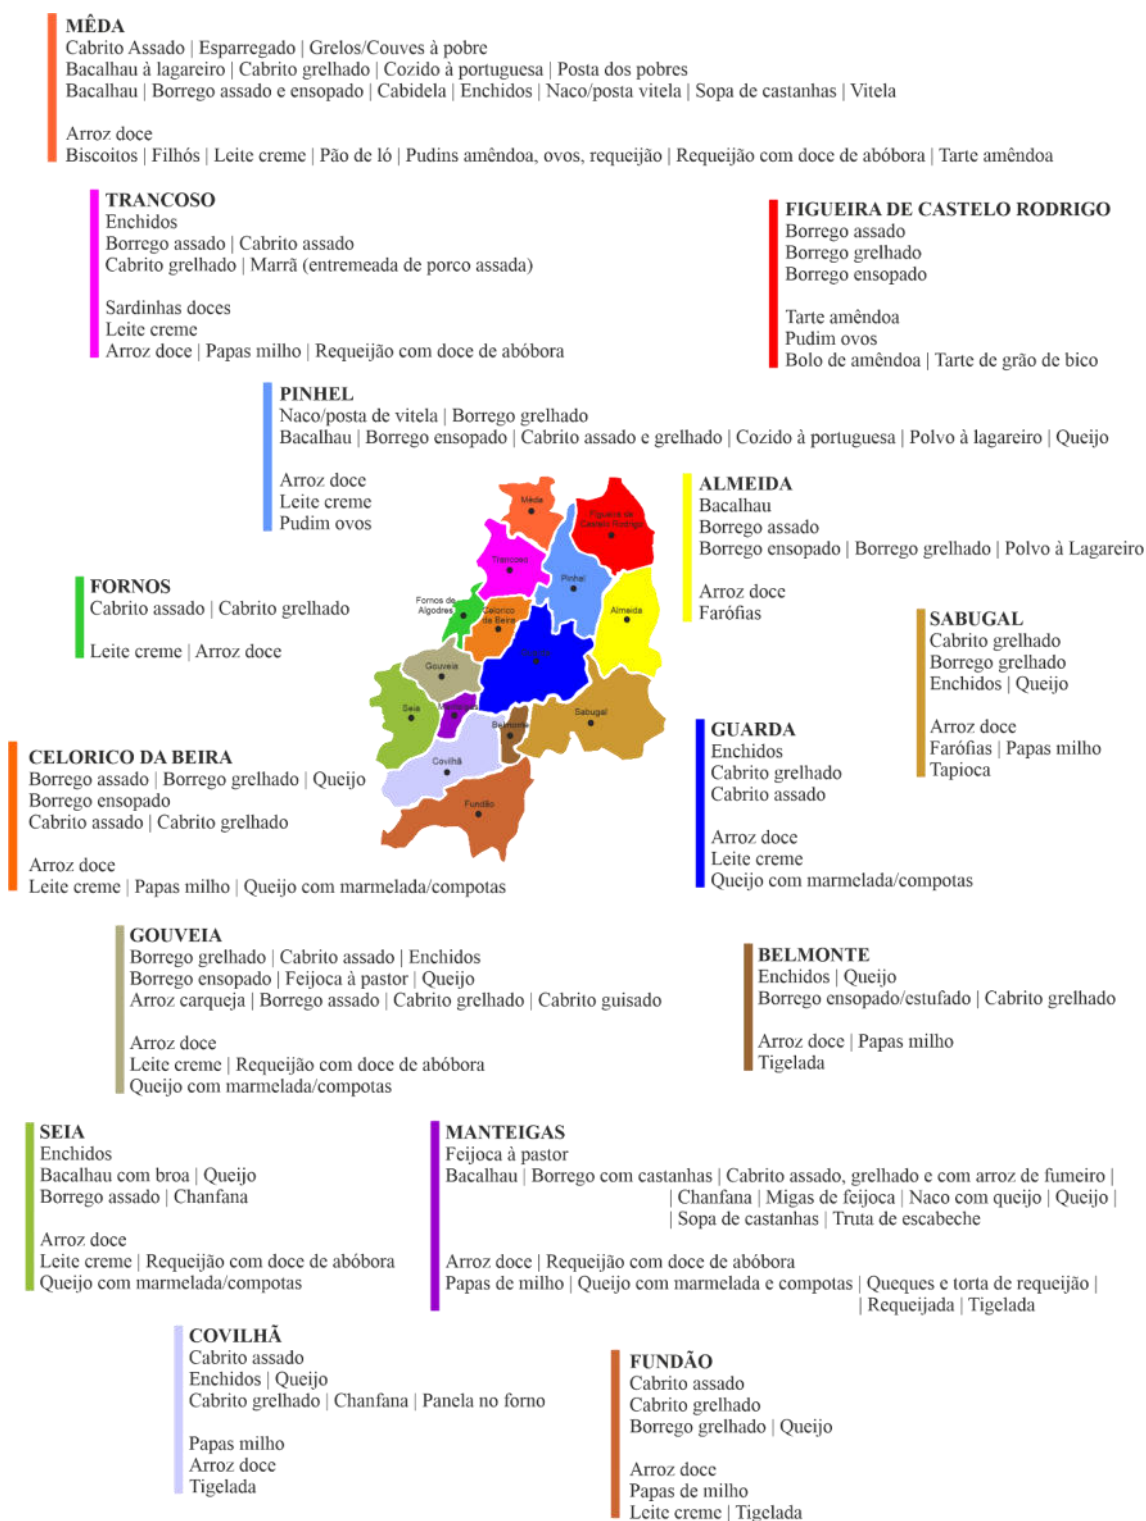 MÊDA
Cabrito Assado | Esparregado | Grelos/Couves à pobre
Bacalhau à lagareiro | Cabrito grelhado | Cozido à portuguesa | Posta dos pobres
Bacalhau | Borrego assado e ensopado | Cabidela | Enchidos | Naco/posta vitela | Sopa de castanhas | Vitela
Arroz doce
Biscoitos | Filhós | Leite creme | Pão de ló | Pudins amêndoa, ovos, requeijão | Requeijão com doce de abóbora | Tarte amêndoa
TRANCOSO
Enchidos
Borrego assado | Cabrito assado
Cabrito grelhado | Marrã (entremeada de porco assada)
Sardinhas doces
Leite creme
Arroz doce | Papas milho | Requeijão com doce de abóbora
FIGUEIRA DE CASTELO RODRIGO
Borrego assado
Borrego grelhado
Borrego ensopado
Tarte amêndoa
Pudim ovos
Bolo de amêndoa | Tarte de grão de bico
PINHEL
Naco/posta de vitela | Borrego grelhado
Bacalhau | Borrego ensopado | Cabrito assado e grelhado | Cozido à portuguesa | Polvo à lagareiro | Queijo
Arroz doce
Leite creme
Pudim ovos
ALMEIDA
Bacalhau
Borrego assado
Borrego ensopado | Borrego grelhado | Polvo à Lagareiro
Arroz doce
Farófias
Mêda
Figueira de
Castelo Rodrigo
Trancoso
Pinhel
Fornos de
Algodres
Celorico
da Beira
Almeida
Guarda
Gouveia
Manteigas
Seia
Belmonte
Sabugal
Covilhã
Fundão
FORNOS
Cabrito assado | Cabrito grelhado
Leite creme | Arroz doce
SABUGAL
Cabrito grelhado
Borrego grelhado
Enchidos | Queijo
Arroz doce
Farófias | Papas milho
Tapioca
CELORICO DA BEIRA
Borrego assado | Borrego grelhado | Queijo
Borrego ensopado
Cabrito assado | Cabrito grelhado
Arroz doce
Leite creme | Papas milho | Queijo com marmelada/compotas
GUARDA
Enchidos
Cabrito grelhado
Cabrito assado
Arroz doce
Leite creme
Queijo com marmelada/compotas
GOUVEIA
Borrego grelhado | Cabrito assado | Enchidos
Borrego ensopado | Feijoca à pastor | Queijo
Arroz carqueja | Borrego assado | Cabrito grelhado | Cabrito guisado
Arroz doce
Leite creme | Requeijão com doce de abóbora
Queijo com marmelada/compotas
BELMONTE
Enchidos | Queijo
Borrego ensopado/estufado | Cabrito grelhado
Arroz doce | Papas milho
Tigelada
SEIA
Enchidos
Bacalhau com broa | Queijo
Borrego assado | Chanfana
Arroz doce
Leite creme | Requeijão com doce de abóbora
Queijo com marmelada/compotas
MANTEIGAS
Feijoca à pastor
Bacalhau | Borrego com castanhas | Cabrito assado, grelhado e com arroz de fumeiro |
| Chanfana | Migas de feijoca | Naco com queijo | Queijo |
| Sopa de castanhas | Truta de escabeche
Arroz doce | Requeijão com doce de abóbora
Papas de milho | Queijo com marmelada e compotas | Queques e torta de requeijão |
| Requeijada | Tigelada
COVILHÃ
Cabrito assado
Enchidos | Queijo
Cabrito grelhado | Chanfana | Panela no forno
Papas milho
Arroz doce
Tigelada
FUNDÃO
Cabrito assado
Cabrito grelhado
Borrego grelhado | Queijo
Arroz doce
Papas de milho
Leite creme | Tigelada